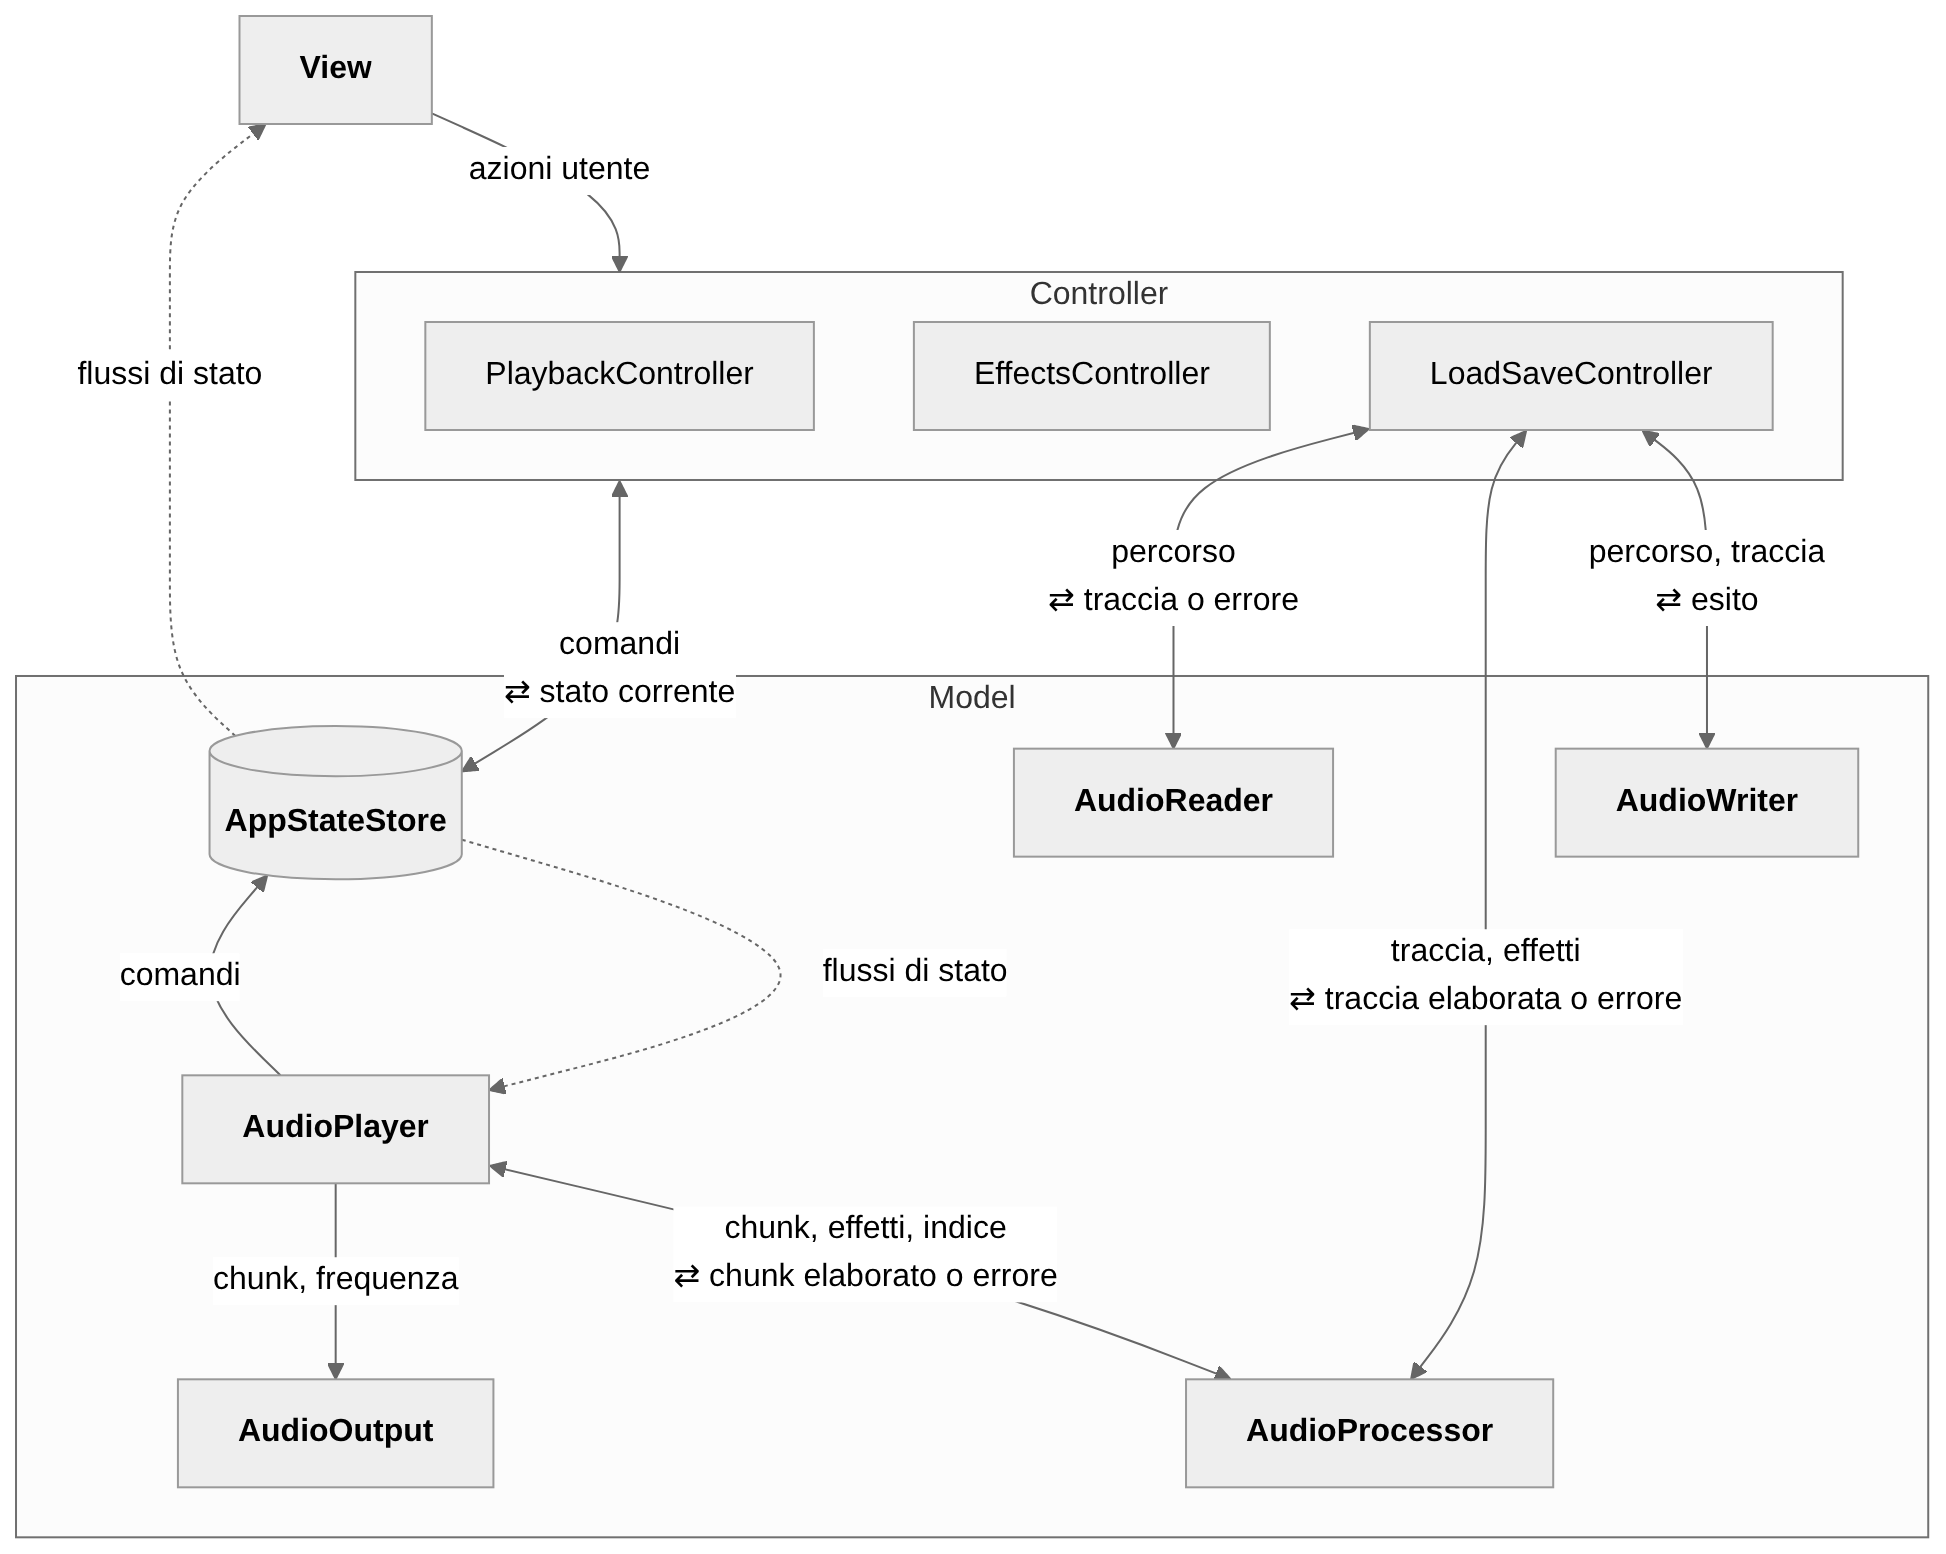 View
azioni utente
Controller
PlaybackController
EffectsController
LoadSaveController
flussi di stato
percorso
⇄ traccia o errore
percorso, traccia
⇄ esito
comandi
⇄ stato corrente
Model
AppStateStore
AudioReader
AudioWriter
comandi
flussi di stato
traccia, effetti
⇄ traccia elaborata o errore
AudioPlayer
chunk, effetti, indice
⇄ chunk elaborato o errore
chunk, frequenza
AudioOutput
AudioProcessor